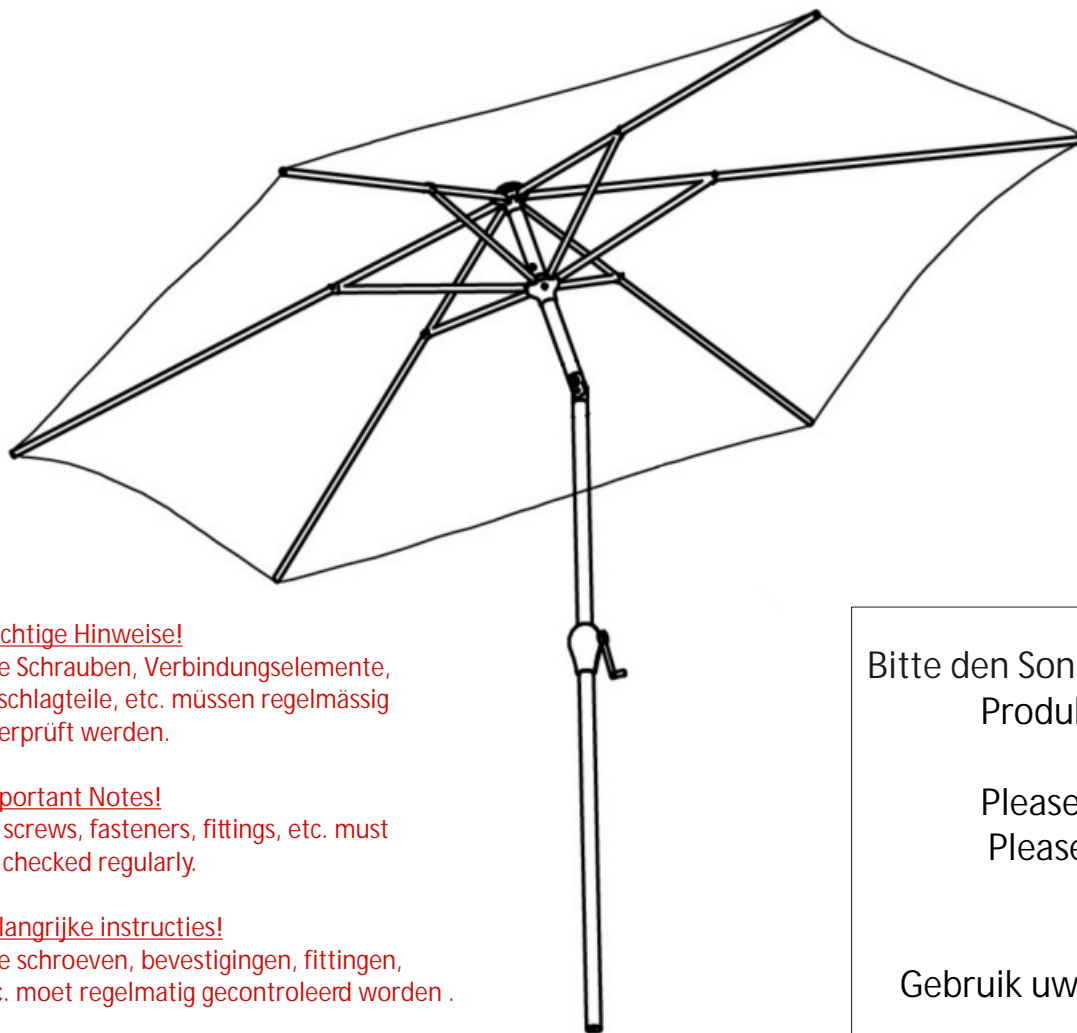 chtige Hinweise!
e Schrauben, Verbindungselemente,
schlagteile, etc. müssen regelmässig
erprüft werden.
portant Notes!
screws, fasteners, fittings, etc. must
checked regularly.
langrijke instructies!
e schroeven, bevestigingen, fittingen,
c. moet regelmatig gecontroleerd worden .
Bitte den Son
Produk
Please
Please
Gebruik uw